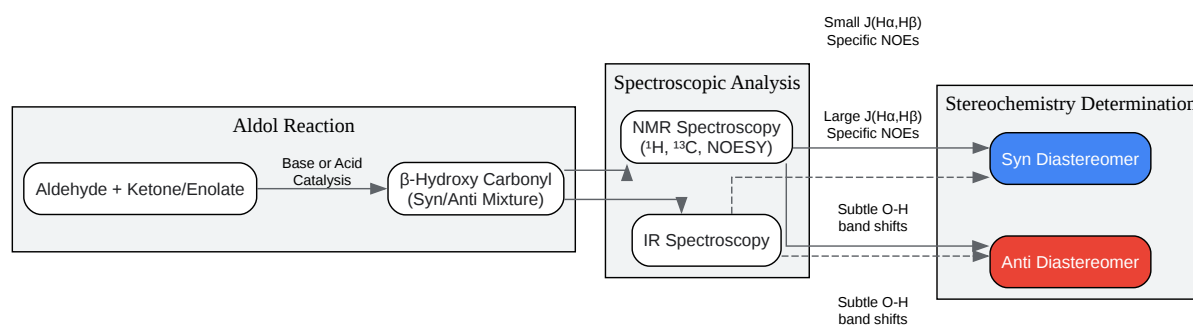 Small J(Hα,Hβ)
Specific NOEs
Spectroscopic Analysis
Stereochemistry Determination
Aldol Reaction
NMR Spectroscopy
(¹H, ¹³C, NOESY)
Large J(Hα,Hβ)
Specific NOEs
Syn Diastereomer
Aldehyde + Ketone/Enolate
Base or Acid
Catalysis
β-Hydroxy Carbonyl
(Syn/Anti Mixture)
IR Spectroscopy
Subtle O-H
band shifts
Anti Diastereomer
Subtle O-H
band shifts